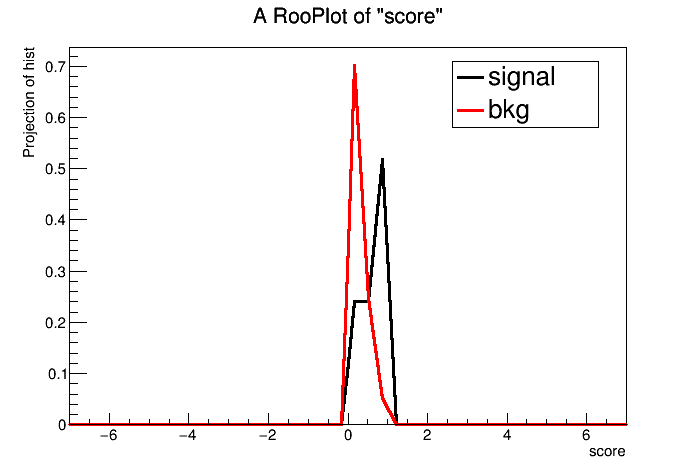 A RooPlot of "score"
Projection of hist
signal
bkg
0.7
0.6
0.5
0.4
0.3
0.2
0.1
0
−6 −4 −2 0 2 4 6
score